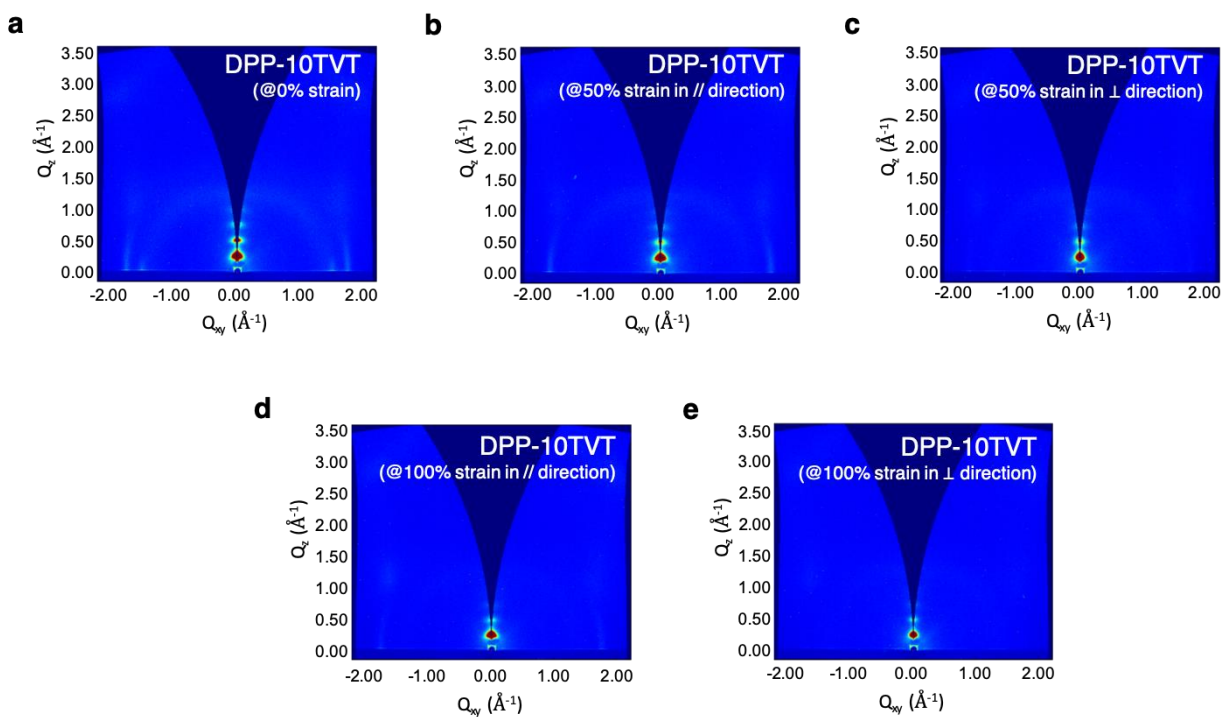 a
DPP-10TVT
(@0% strain)
3.50
3.00
2.50
2.00
1.50
1.00
0.50
0.00
Qz (Å-1)
-2.00 -1.00 0.00 1.00 2.00
Qxy (Å-1)
b
DPP-10TVT
(@50% strain in // direction)
3.50
3.00
2.50
2.00
1.50
1.00
0.50
0.00
Qz (Å-1)
-2.00 -1.00 0.00 1.00 2.00
Qxy (Å-1)
c
DPP-10TVT
(@50% strain in ⊥ direction)
3.50
3.00
2.50
2.00
1.50
1.00
0.50
0.00
Qz (Å-1)
-2.00 -1.00 0.00 1.00 2.00
Qxy (Å-1)
d
DPP-10TVT
(@100% strain in // direction)
3.50
3.00
2.50
2.00
1.50
1.00
0.50
0.00
Qz (Å-1)
-2.00 -1.00 0.00 1.00 2.00
Qxy (Å-1)
e
DPP-10TVT
(@100% strain in ⊥ direction)
3.50
3.00
2.50
2.00
1.50
1.00
0.50
0.00
Qz (Å-1)
-2.00 -1.00 0.00 1.00 2.00
Qxy (Å-1)